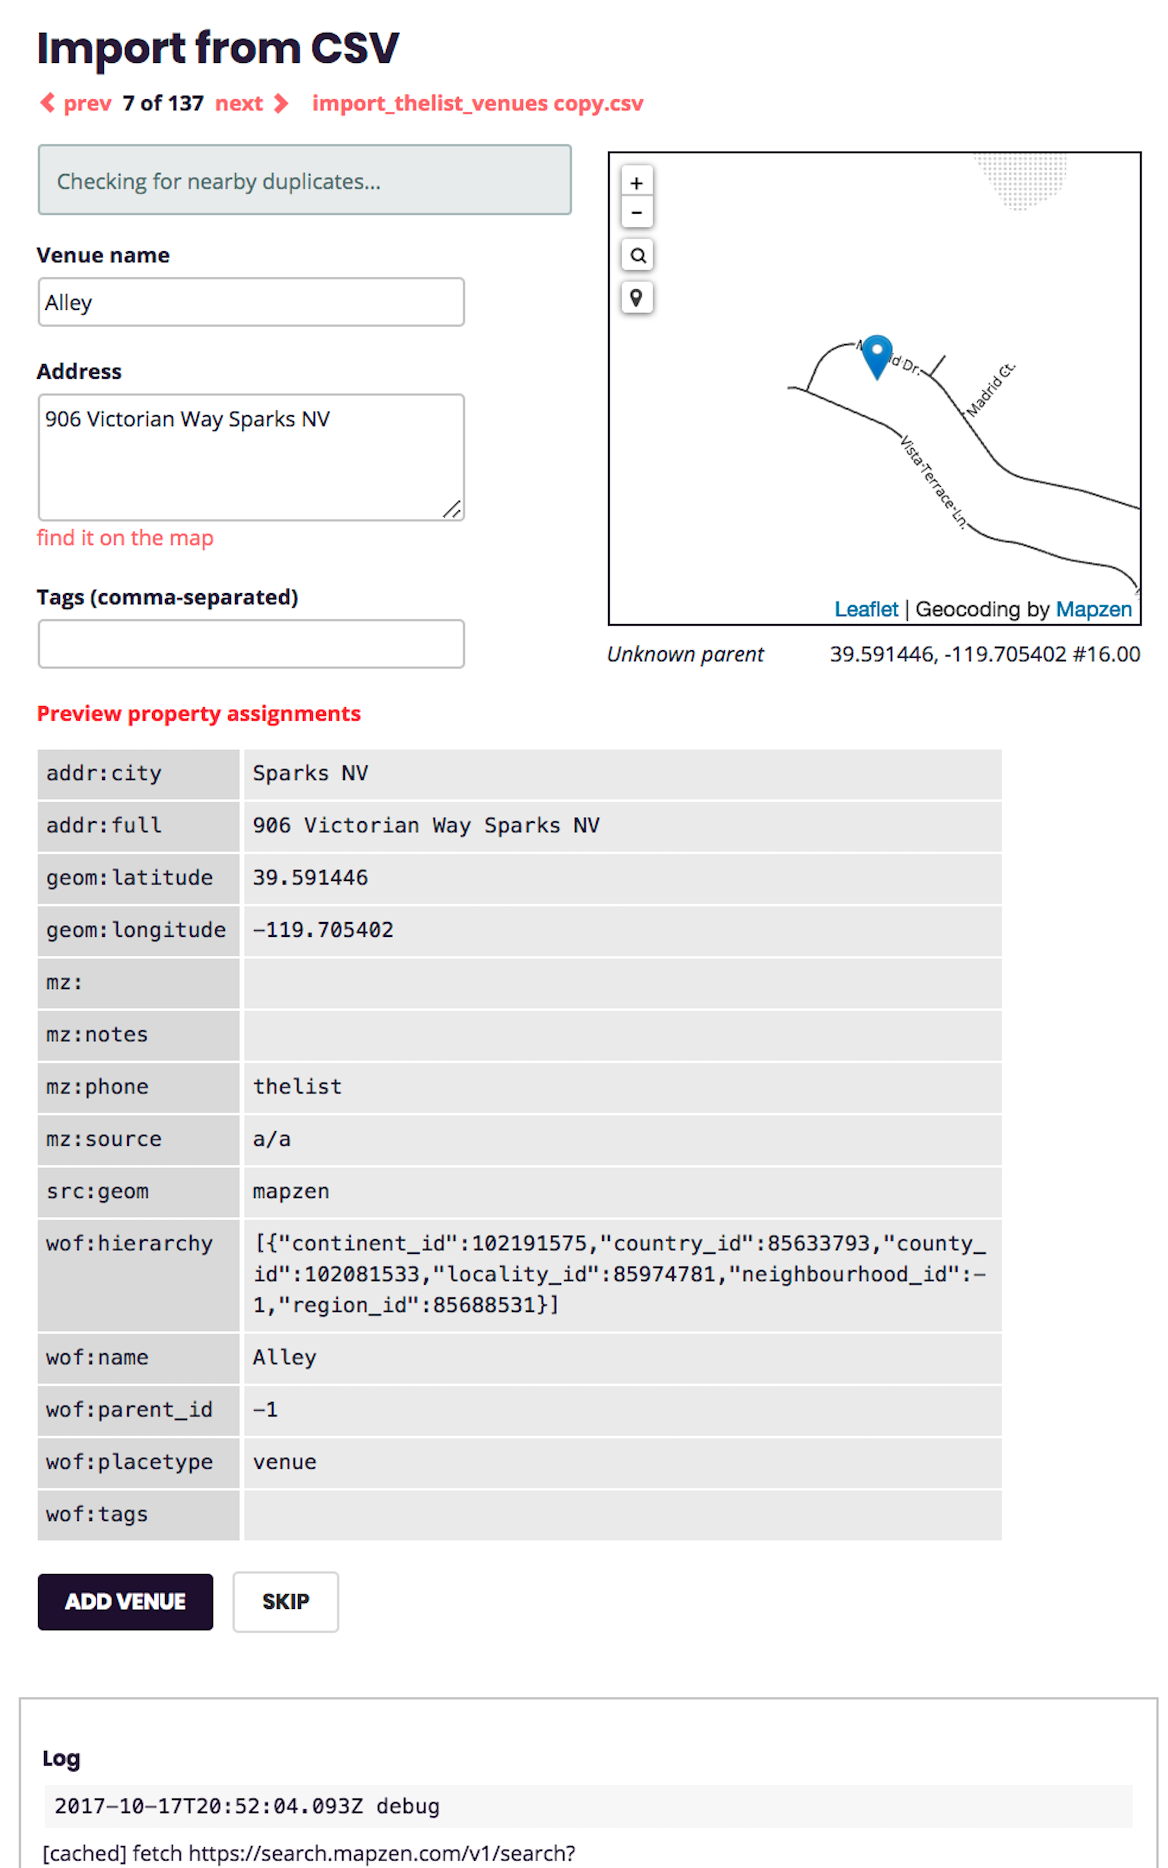 Import from CSV
prev 7 of 137 next import_thelist_venues copy.csv
Checking for nearby duplicates...
Venue name
Alley
Address
906 Victorian Way Sparks NV
find it on the map
Tags (comma-separated)
+
−
Dr.
Madrid Ct.
Vista Terrace Ln.
Leaflet | Geocoding by Mapzen
Unknown parent 39.591446, -119.705402 #16.00
Preview property assignments
addr:city Sparks NV
addr:full 906 Victorian Way Sparks NV
geom:latitude 39.591446
geom:longitude -119.705402
mz:
mz:notes
mz:phone thelist
mz:source a/a
src:geom mapzen
wof:hierarchy [{"continent_id":102191575,"country_id":85633793,"county_
id":102081533,"locality_id":85974781,"neighbourhood_id":-
1,"region_id":85688531}]
wof:name Alley
wof:parent_id -1
wof:placetype venue
wof:tags
ADD VENUE SKIP
Log
2017-10-17T20:52:04.093Z debug
[cached] fetch https://search.mapzen.com/v1/search?